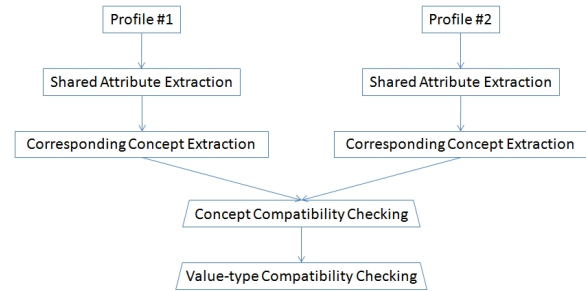 Profile #1
Profile #2
Shared Attribute Extraction
Shared Attribute Extraction
Corresponding Concept Extraction
Corresponding Concept Extraction
Concept Compatibility Checking
Value-type Compatibility Checking